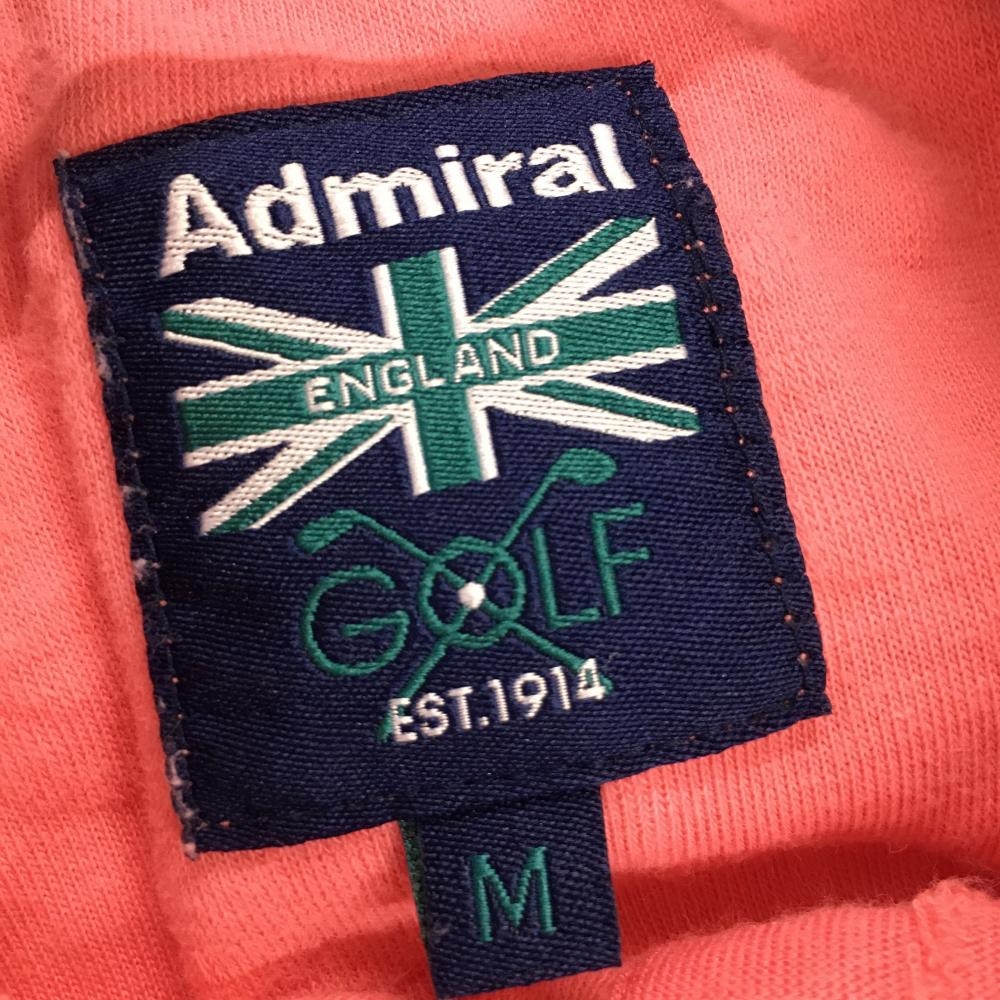 Admiral
ENGLAND
GOLF
EST.1914
M